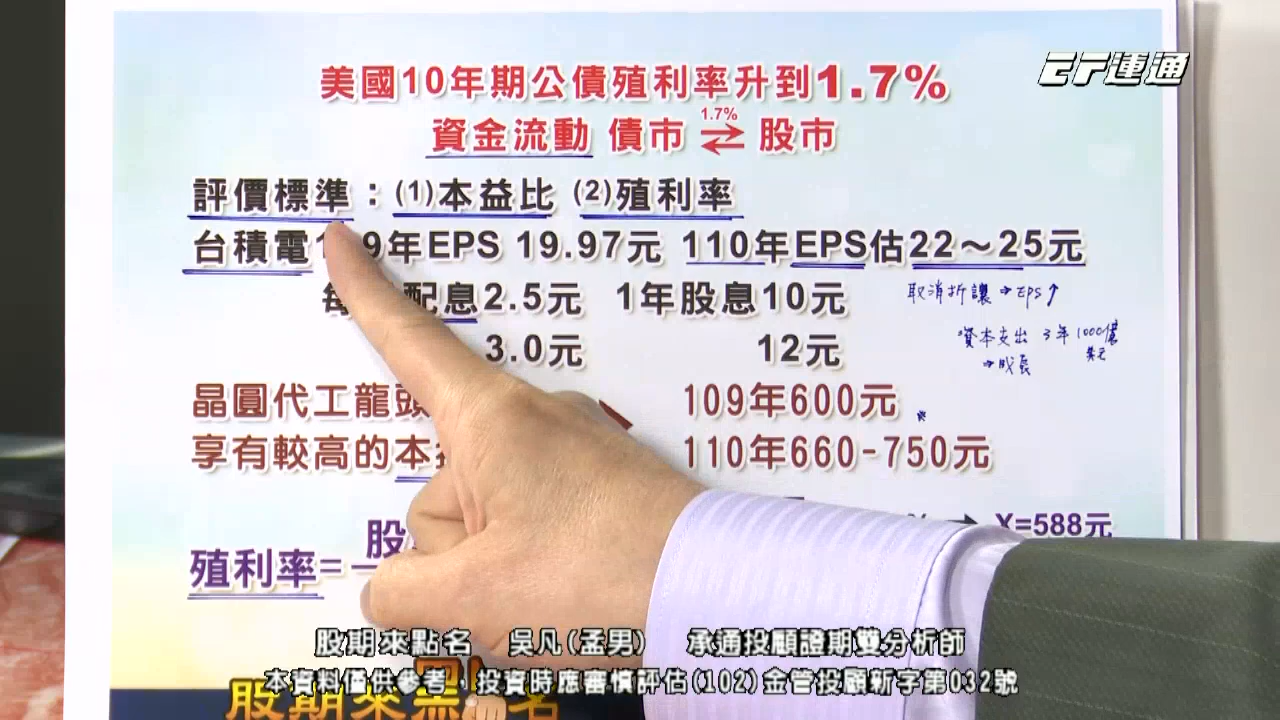 美國10年期公債殖利率升到1.7%
EF運通
1.7%
資金流動 債市 ⇌ 股市
評價標準：(1)本益比 (2)殖利率
台積電1 9年EPS 19.97元 110年EPS估22～25元
每 配息2.5元 1年股息10元
取消折讓→EPS↑
3.0元 12元
資本支出 3年1000億
美元
→成長
晶圓代工龍頭 109年600元
享有較高的本 110年660-750元
X=588元
殖利率= 股
股期來點名 吳凡(孟男) 承通投顧證期雙分析師
本資料僅供參考，投資時應審慎評估(102)金管投顧新字第032號
股期來點名